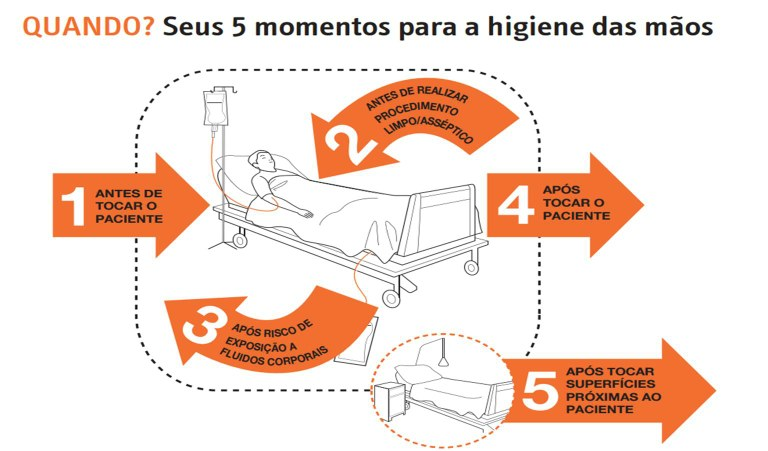 QUANDO? Seus 5 momentos para a higiene das mãos
1
ANTES DE
TOCAR O
PACIENTE
2
ANTES DE REALIZAR
PROCEDIMENTO
LIMPO/ASSÉPTICO
3
APÓS RISCO DE
EXPOSIÇÃO A
FLUIDOS CORPORAIS
4
APÓS
TOCAR O
PACIENTE
5
APÓS TOCAR
SUPERFÍCIES
PRÓXIMAS AO
PACIENTE